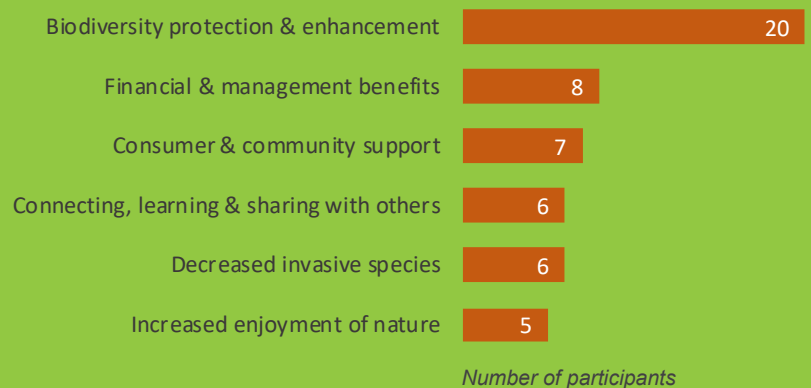 Biodiversity protection & enhancement 20
Financial & management benefits 8
Consumer & community support 7
Connecting, learning & sharing with others 6
Decreased invasive species 6
Increased enjoyment of nature 5
Number of participants